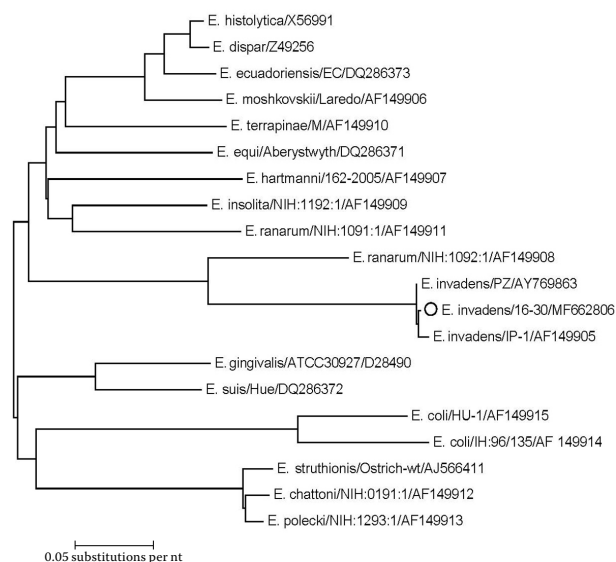 E. histolytica/X56991
E. dispar/Z49256
E. ecuadoriensis/EC/DQ286373
E. moshkovskii/Laredo/AF149906
E. terrapinae/M/AF149910
E. equi/Aberystwyth/DQ286371
E. hartmanni/162-2005/AF149907
E. insolita/NIH:1192:1/AF149909
E. ranarum/NIH:1091:1/AF149911
E. ranarum/NIH:1092:1/AF149908
E. invadens/PZ/AY769863
E. invadens/16-30/MF662806
E. invadens/IP-1/AF149905
E. gingivalis/ATCC30927/D28490
E. suis/Hue/DQ286372
E. coli/HU-1/AF149915
E. coli/IH:96/135/AF 149914
E. struthionis/Ostrich-wt/AJ566411
E. chattoni/NIH:0191:1/AF149912
E. polecki/NIH:1293:1/AF149913
0.05 substitutions per nt